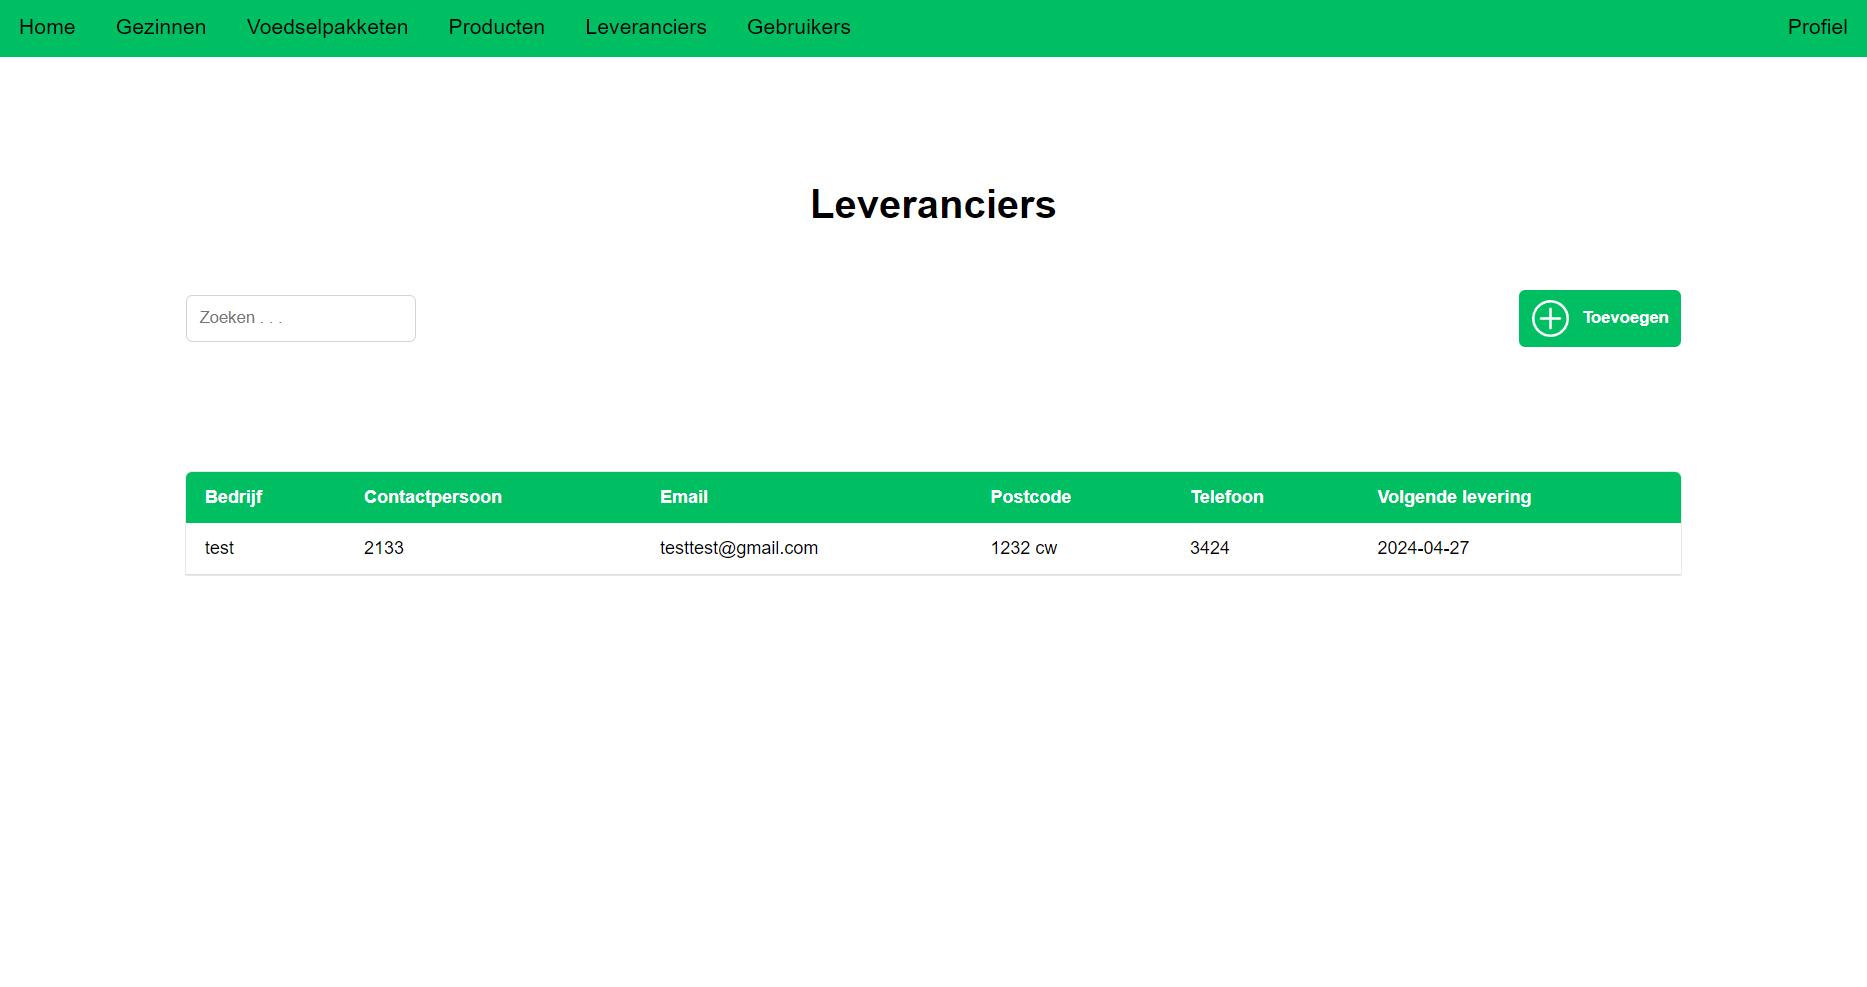 Home Gezinnen Voedselpakketen Producten Leveranciers Gebruikers Profiel
Leveranciers
Zoeken . . .
Toevoegen
Bedrijf Contactpersoon Email Postcode Telefoon Volgende levering
test 2133 testtest@gmail.com 1232 cw 3424 2024-04-27